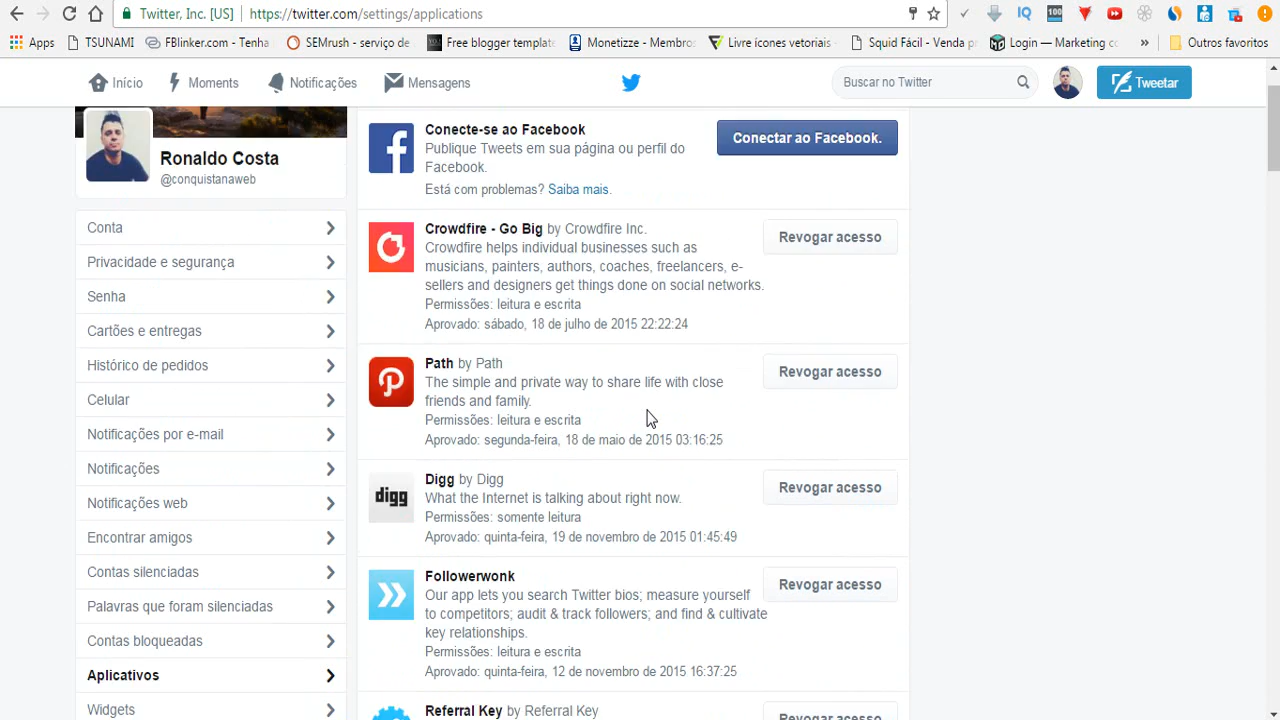 Twitter, Inc. [US] https://twitter.com/settings/applications
100
Apps TSUNAMI FBlinker.com - Tenha SEMrush - serviço de Free blogger template Monetizze - Membros Livre ícones vetoriais Squid Fácil - Venda p Login — Marketing co » Outros favoritos
Início Moments Notificações Mensagens Buscar no Twitter Tweetar
Ronaldo Costa
@conquistanaweb
Conta
Privacidade e segurança
Senha
Cartões e entregas
Histórico de pedidos
Celular
Notificações por e-mail
Notificações
Notificações web
Encontrar amigos
Contas silenciadas
Palavras que foram silenciadas
Contas bloqueadas
Aplicativos
Widgets
Conecte-se ao Facebook
Publique Tweets em sua página ou perfil do
Facebook.
Está com problemas? Saiba mais.
Conectar ao Facebook.
Crowdfire - Go Big by Crowdfire Inc.
Crowdfire helps individual businesses such as
musicians, painters, authors, coaches, freelancers, e-
sellers and designers get things done on social networks.
Permissões: leitura e escrita
Aprovado: sábado, 18 de julho de 2015 22:22:24
Revogar acesso
Path by Path
The simple and private way to share life with close
friends and family.
Permissões: leitura e escrita
Aprovado: segunda-feira, 18 de maio de 2015 03:16:25
Revogar acesso
digg
Digg by Digg
What the Internet is talking about right now.
Permissões: somente leitura
Aprovado: quinta-feira, 19 de novembro de 2015 01:45:49
Revogar acesso
Followerwonk
Our app lets you search Twitter bios; measure yourself
to competitors; audit & track followers; and find & cultivate
key relationships.
Permissões: leitura e escrita
Aprovado: quinta-feira, 12 de novembro de 2015 16:37:25
Revogar acesso
Referral Key by Referral Key
Revogar acesso